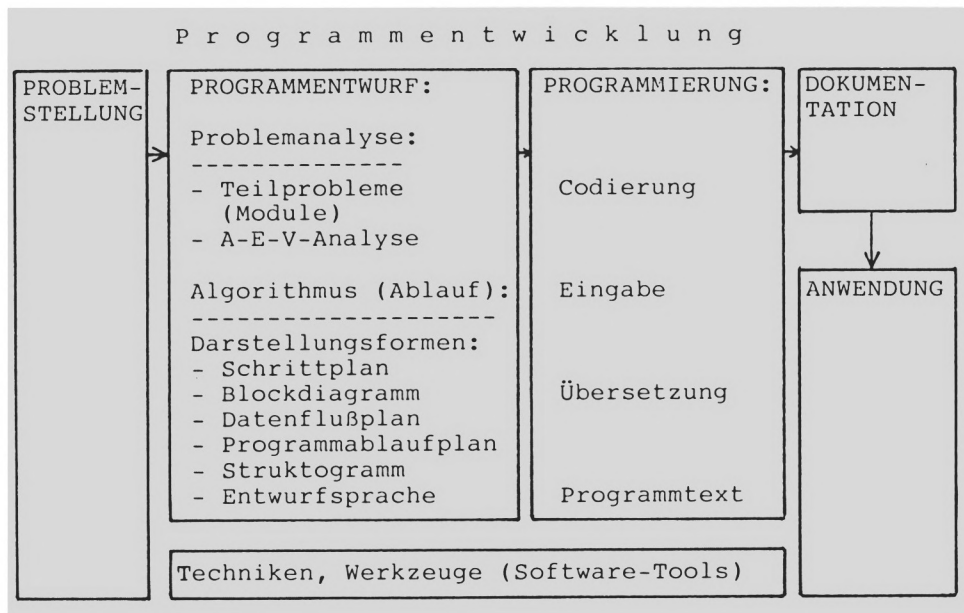 Programmentwicklung
PROBLEM-
STELLUNG
PROGRAMMENTWURF:
Problemanalyse:
- Teilprobleme
(Module)
- A-E-V-Analyse
Algorithmus (Ablauf):
Darstellungsformen:
- Schrittplan
- Blockdiagramm
- Datenflußplan
- Programmablaufplan
- Struktogramm
- Entwurfsprache
PROGRAMMIERUNG:
Codierung
Eingabe
Übersetzung
Programmtext
DOKUMEN-
TATION
ANWENDUNG
Techniken, Werkzeuge (Software-Tools)